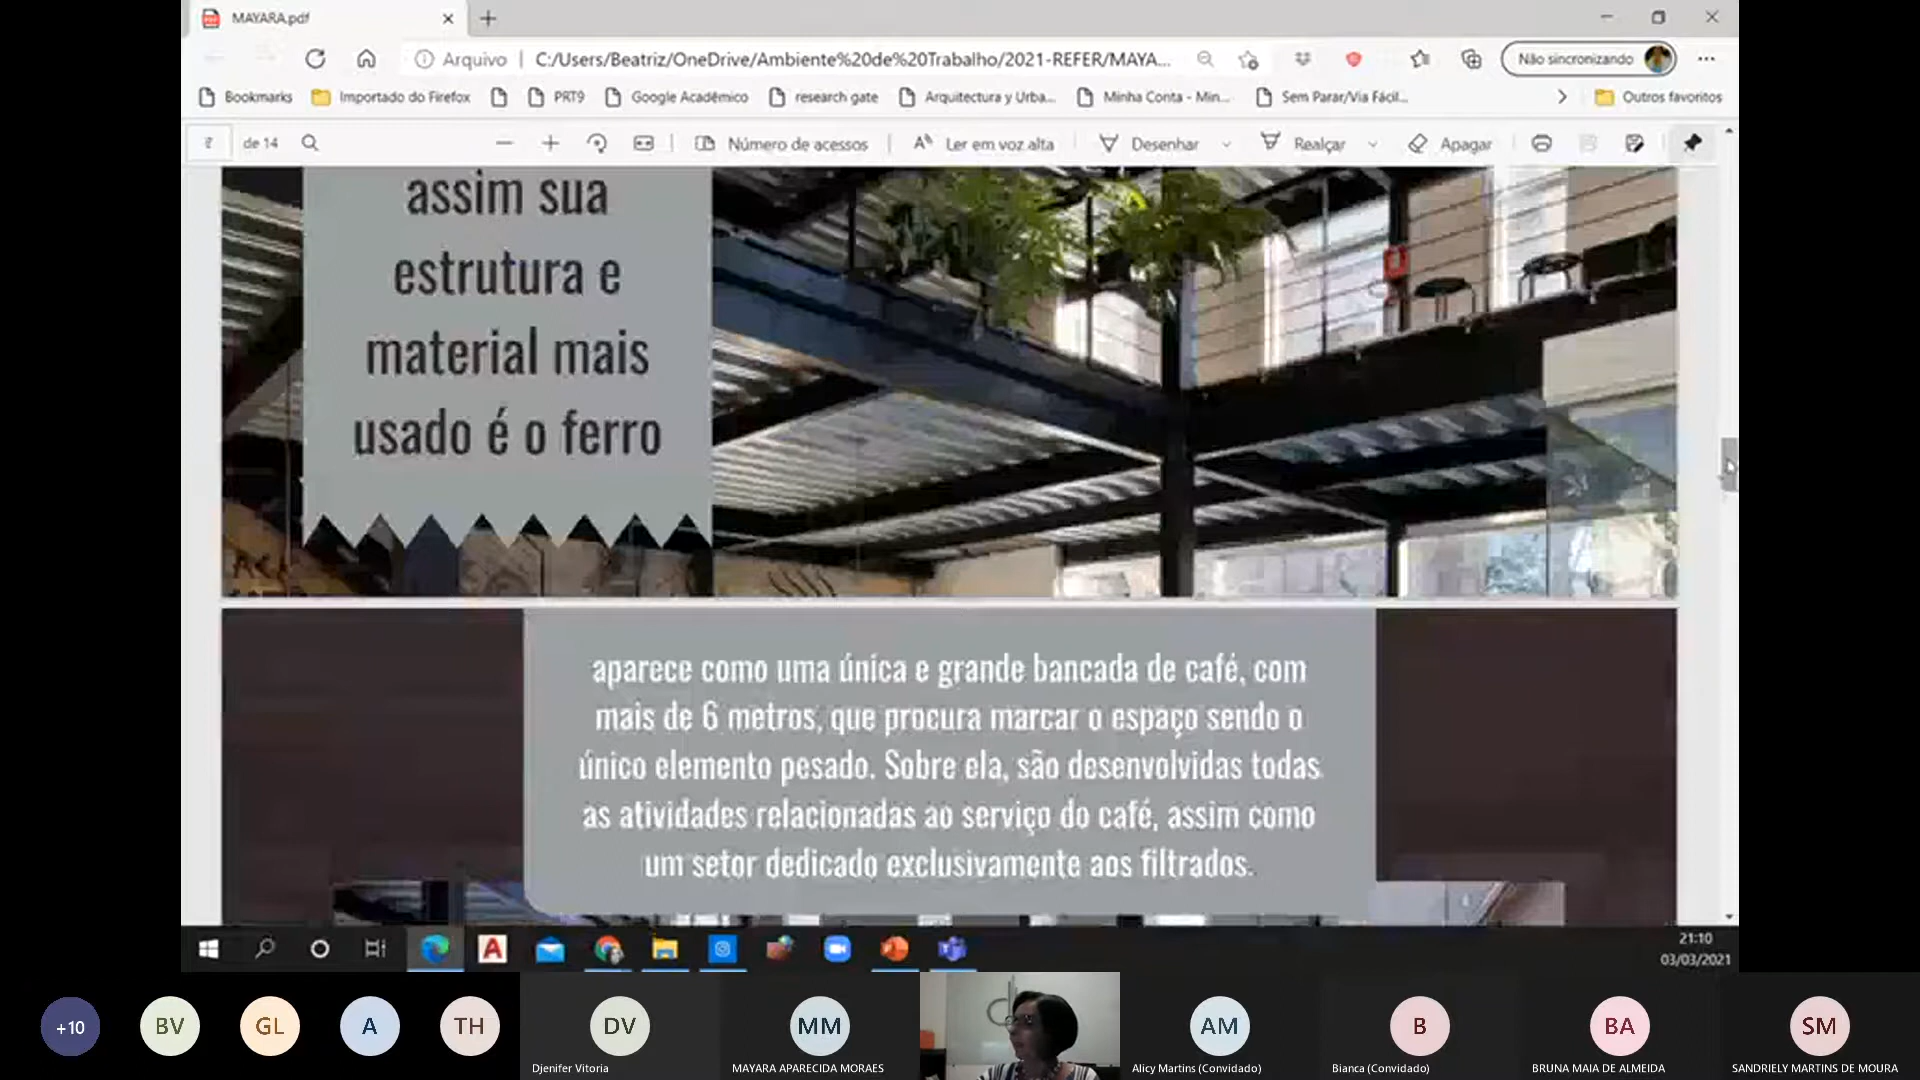 MAYARA.pdf
Arquivo | C:/Users/Beatriz/OneDrive/Ambiente%20de%20Trabalho/2021-REFER/MAYA...
Não sincronizando
Bookmarks Importado do Firefox PRT9 Google Acadêmico research gate Arquitectura y Urba... Minha Conta - Min... Sem Parar/Via Fácil... Outros favoritos
de 14 Número de acessos Ler em voz alta Desenhar Realçar Apagar
assim sua
estrutura e
material mais
usado é o ferro
aparece como uma única e grande bancada de café, com
mais de 6 metros, que procura marcar o espaço sendo o
único elemento pesado. Sobre ela, são desenvolvidas todas
as atividades relacionadas ao serviço do café, assim como
um setor dedicado exclusivamente aos filtrados.
21:10
03/03/2021
+10 BV GL A TH DV MM AM B BA SM
Djenifer Vitoria MAYARA APARECIDA MORAES Alicy Martins (Convidado) Bianca (Convidado) BRUNA MAIA DE ALMEIDA SANDRIELY MARTINS DE MOURA